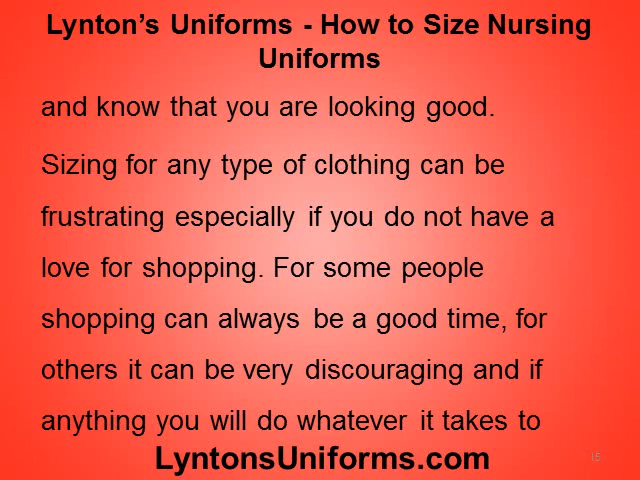 Lynton’s Uniforms - How to Size Nursing
Uniforms
and know that you are looking good.
Sizing for any type of clothing can be
frustrating especially if you do not have a
love for shopping. For some people
shopping can always be a good time, for
others it can be very discouraging and if
anything you will do whatever it takes to
LyntonsUniforms.com
15